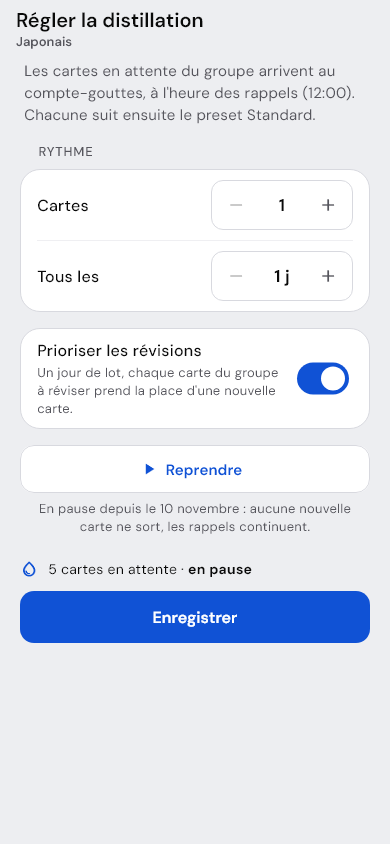 Régler la distillation
Japonais
Les cartes en attente du groupe arrivent au
compte-gouttes, à l'heure des rappels (12:00).
Chacune suit ensuite le preset Standard.
RYTHME
Cartes
− 1 +
Tous les
− 1 j +
Prioriser les révisions
Un jour de lot, chaque carte du groupe
à réviser prend la place d'une nouvelle
carte.
Reprendre
En pause depuis le 10 novembre : aucune nouvelle
carte ne sort, les rappels continuent.
5 cartes en attente · en pause
Enregistrer